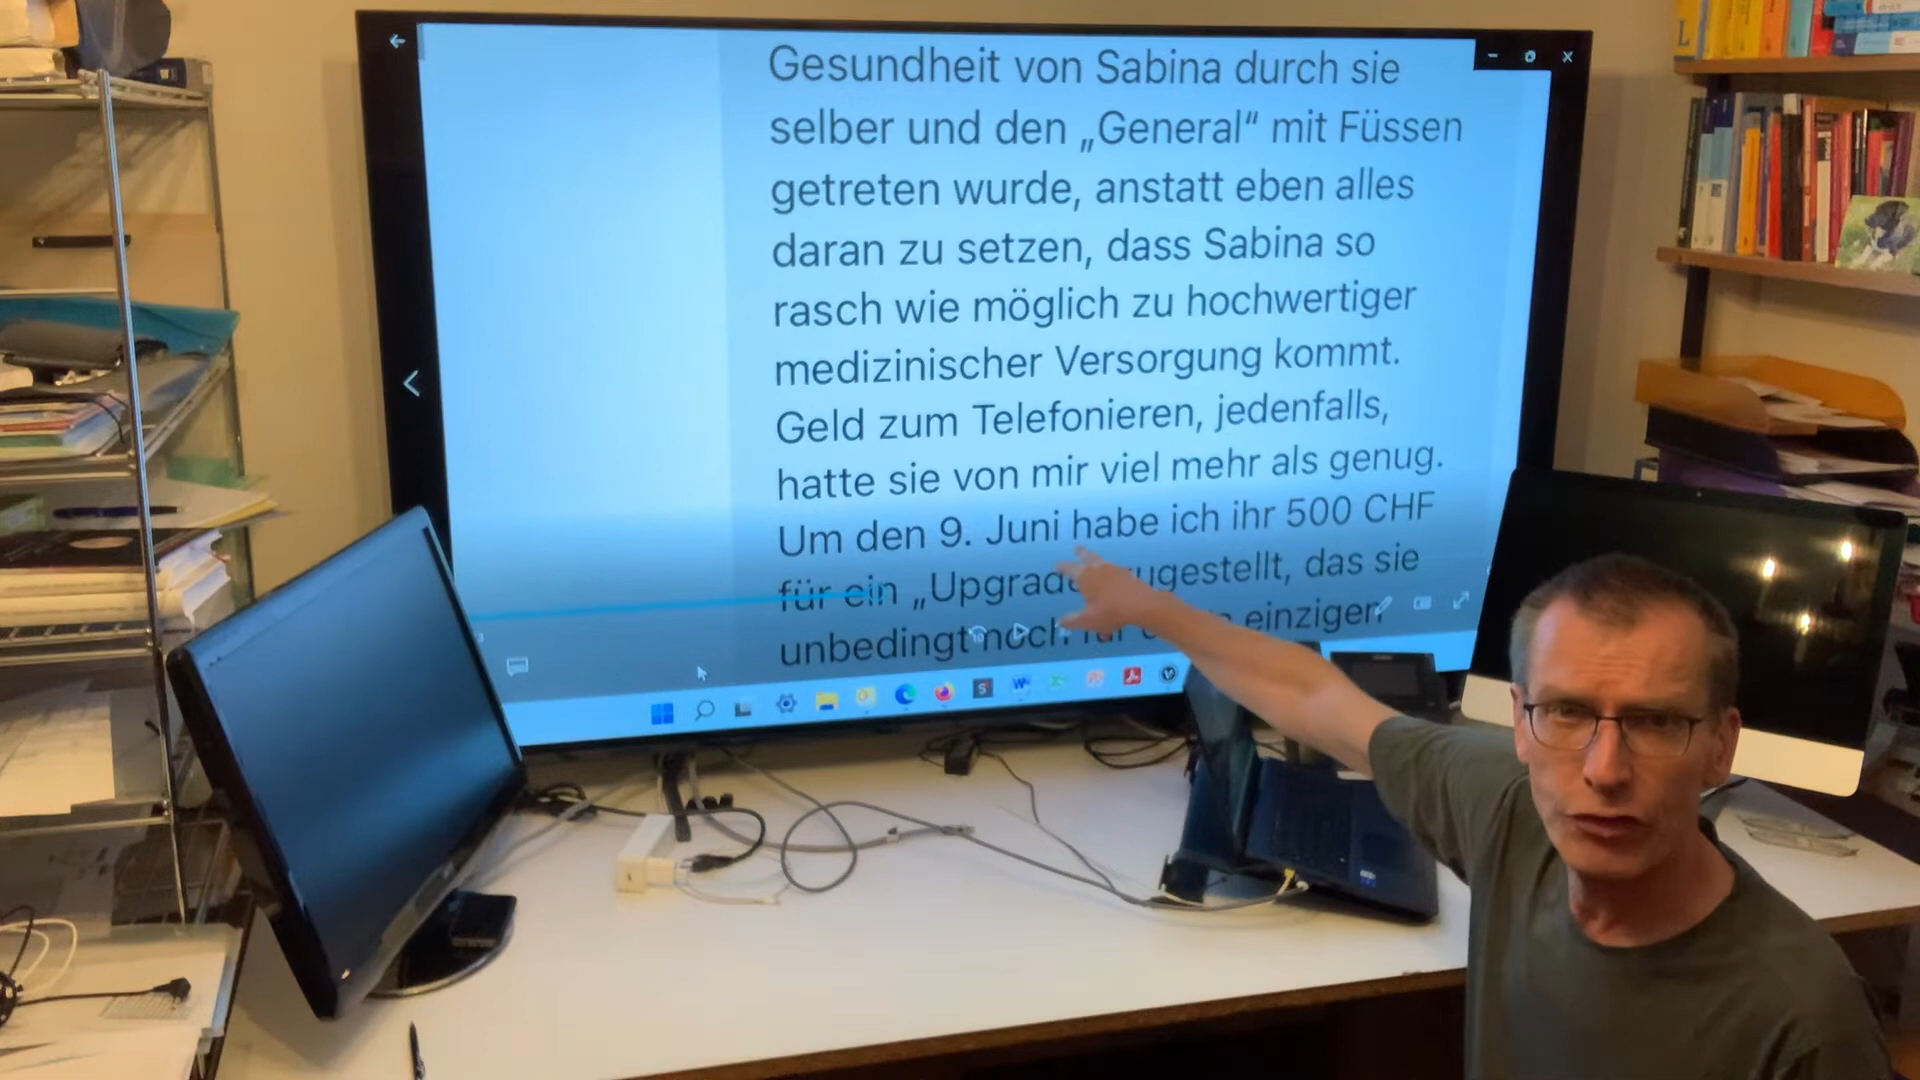 Gesundheit von Sabina durch sie
selber und den „General“ mit Füssen
getreten wurde, anstatt eben alles
daran zu setzen, dass Sabina so
rasch wie möglich zu hochwertiger
medizinischer Versorgung kommt.
Geld zum Telefonieren, jedenfalls,
hatte sie von mir viel mehr als genug.
Um den 9. Juni habe ich ihr 500 CHF
für ein „Upgrade zugestellt, das sie
unbedingt noch für einzigen